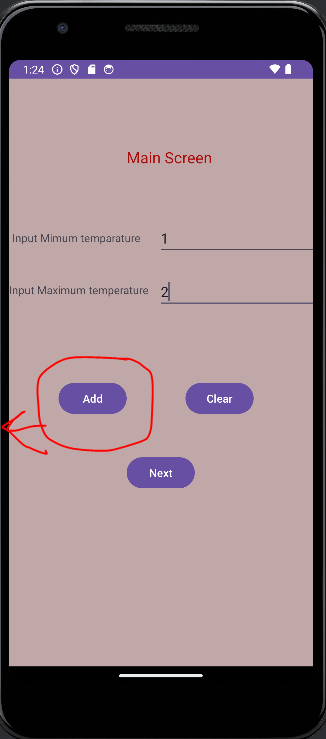 1:24
Main Screen
Input Mimum temparature 1
Input Maximum temperature 2
Add Clear
Next